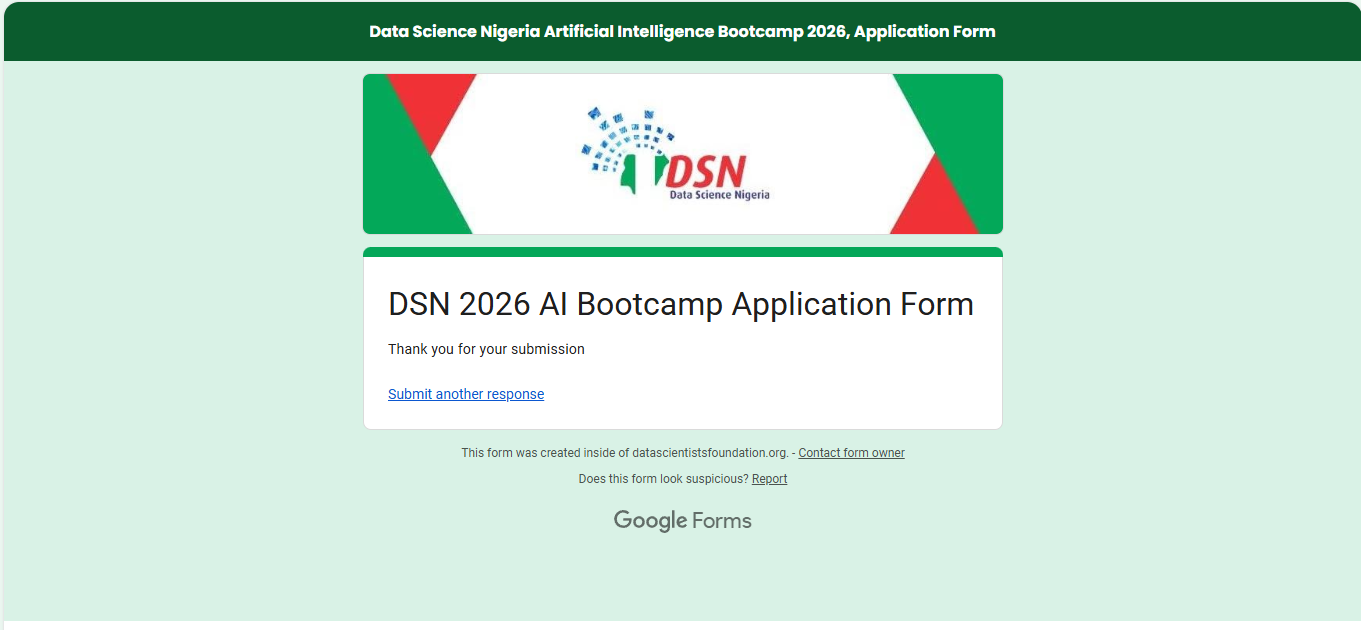 Data Science Nigeria Artificial Intelligence Bootcamp 2026, Application Form
DSN
Data Science Nigeria
DSN 2026 AI Bootcamp Application Form
Thank you for your submission
Submit another response
This form was created inside of datascientistsfoundation.org. - Contact form owner
Does this form look suspicious? Report
Google Forms